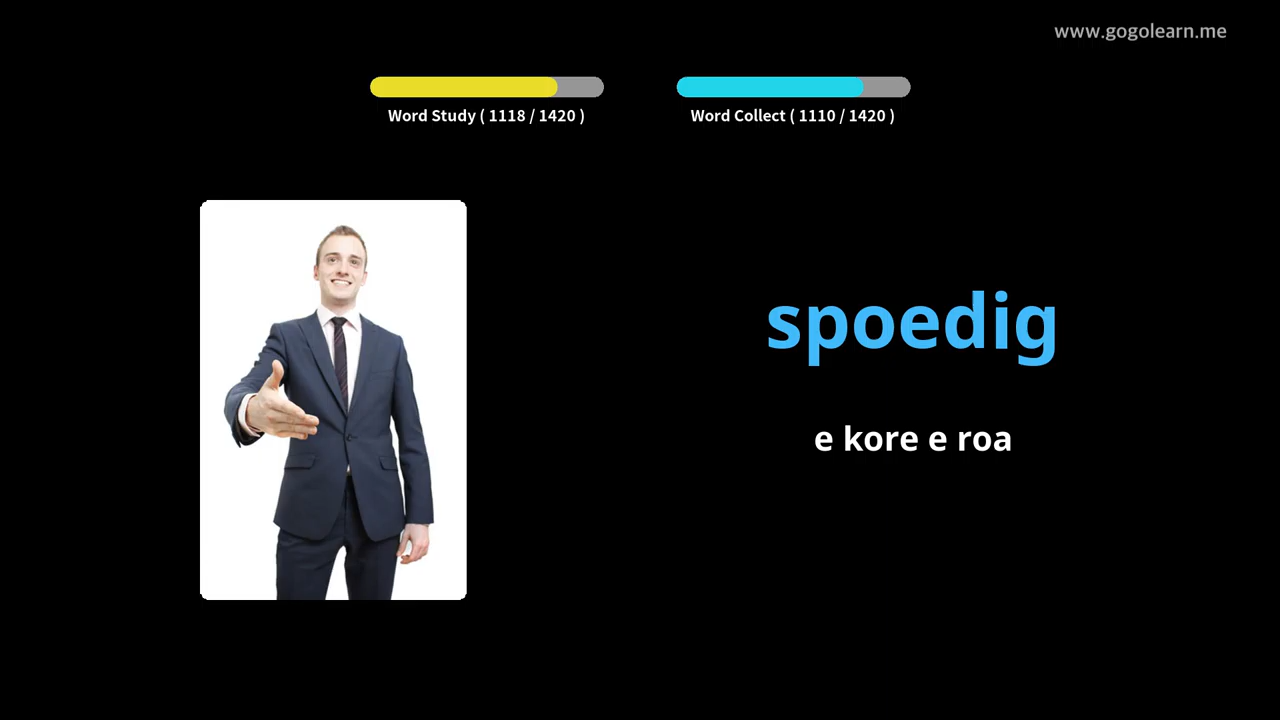 www.gogolearn.me
Word Study ( 1118 / 1420 )
Word Collect ( 1110 / 1420 )
spoedig
e kore e roa